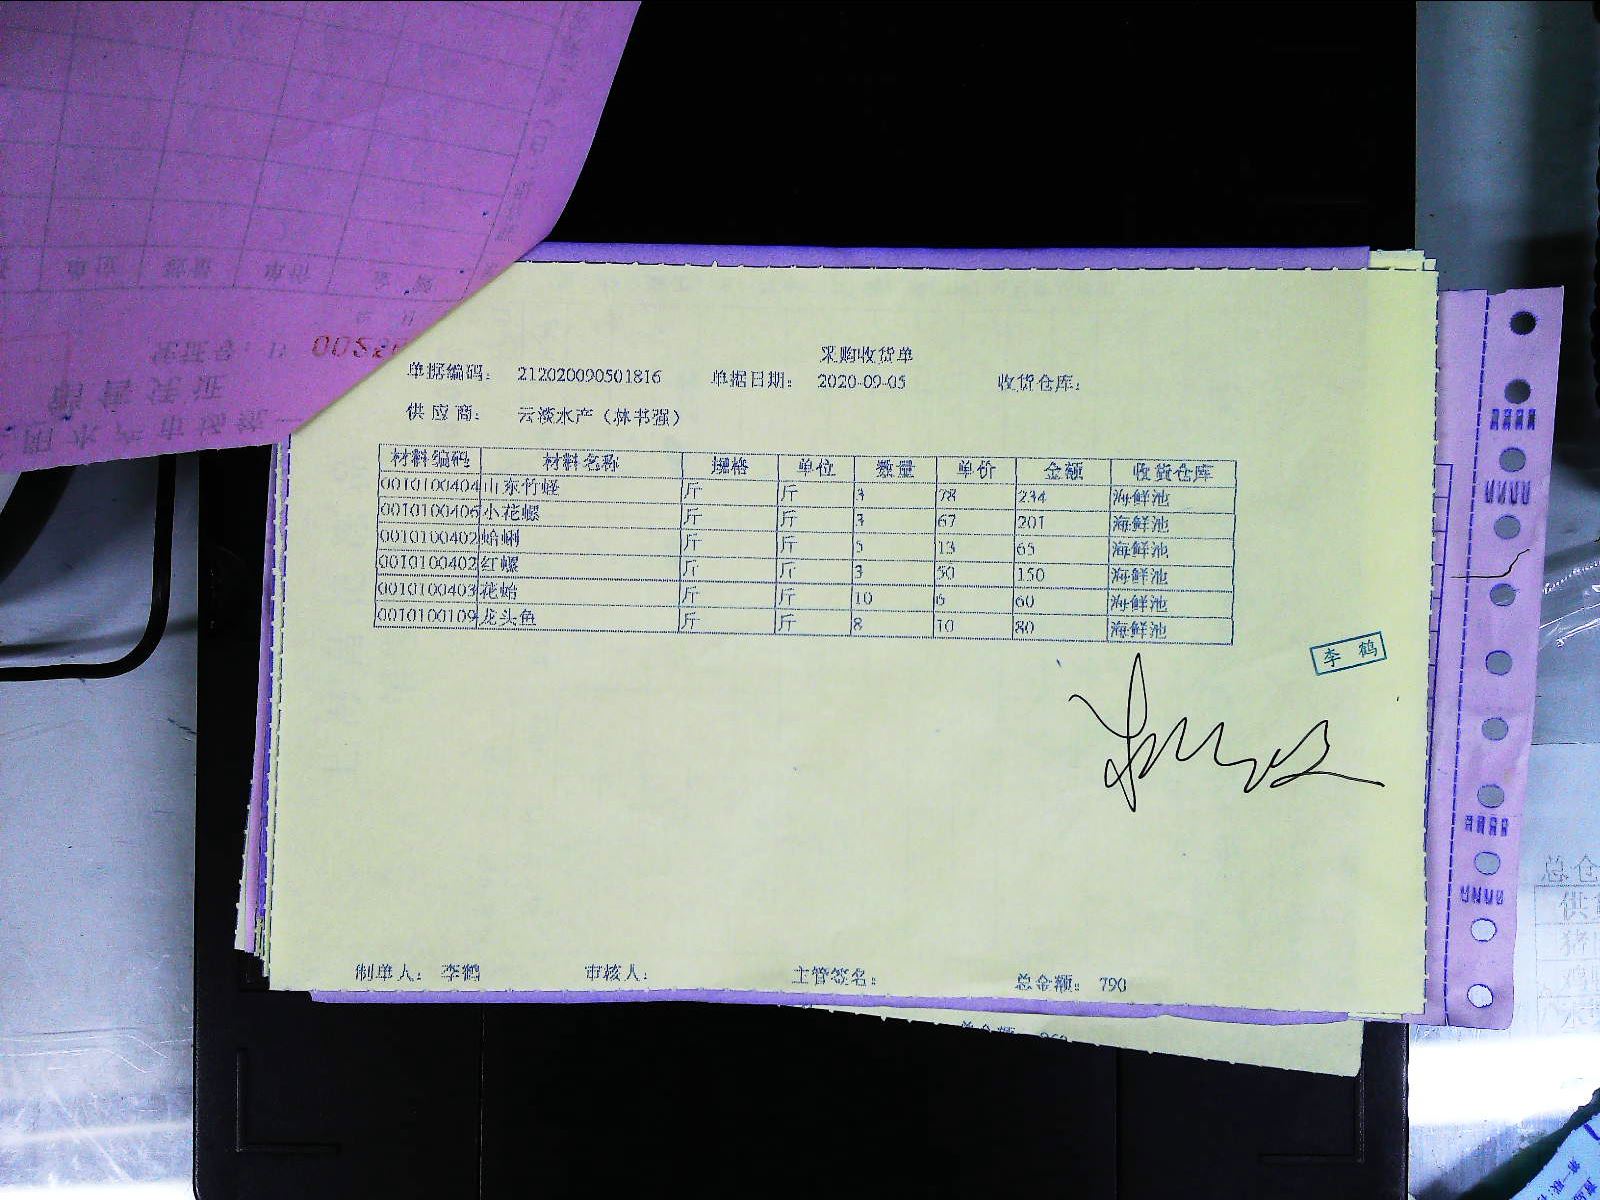 采购收货单
单据编码： 212020090501816 单据日期： 2020-09-05 收货仓库：
供应商： 云淡水产（林书强）
材料编码 材料名称 规格 单位 数量 单价 金额 收货仓库
0010100404 山东竹蛏 斤 斤 3 78 234 海鲜池
0010100406 小花螺 斤 斤 3 67 201 海鲜池
0010100402 蛤蜊 斤 斤 5 13 65 海鲜池
0010100402 红螺 斤 斤 3 50 150 海鲜池
0010100403 花蛤 斤 斤 10 6 60 海鲜池
0010100109 龙头鱼 斤 斤 8 10 80 海鲜池
李鹤
制单人： 李鹤 审核人： 主管签名： 总金额： 790